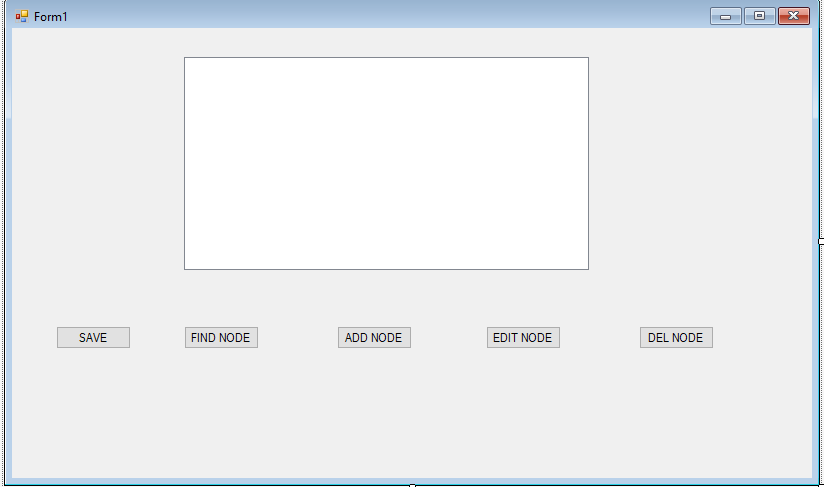 Form1
SAVE
FIND NODE
ADD NODE
EDIT NODE
DEL NODE